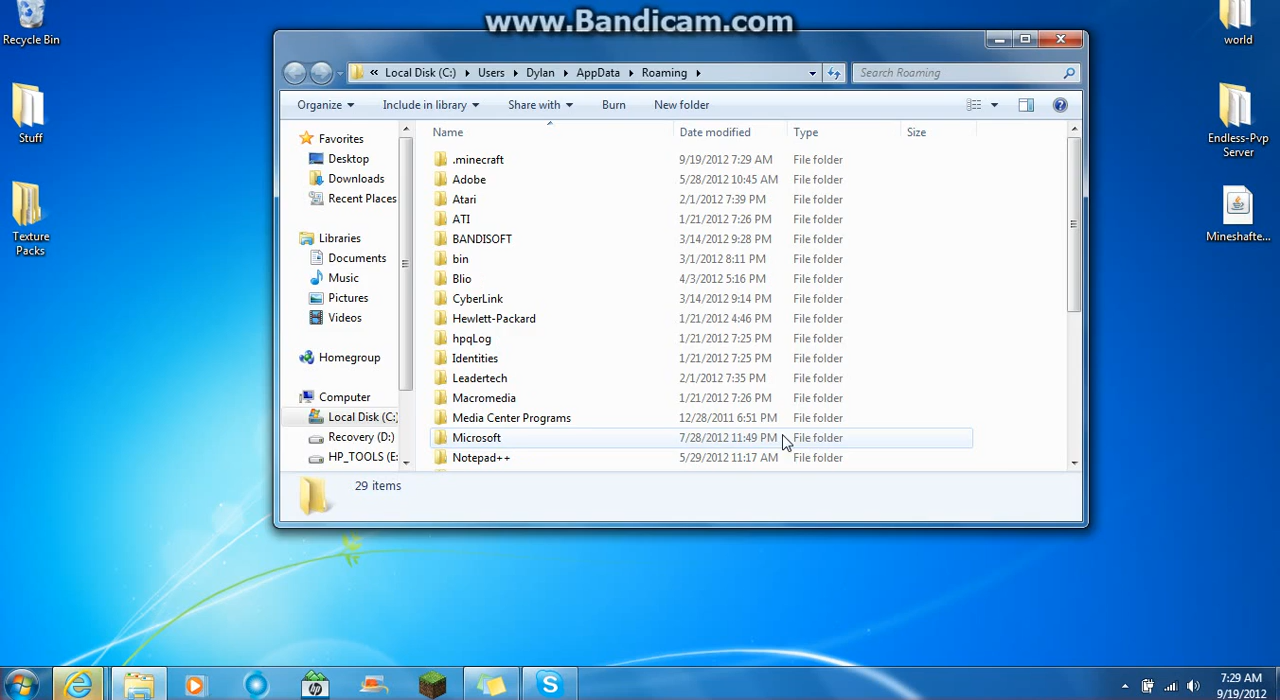 www.Bandicam.com
Recycle Bin
Stuff
Texture
Packs
world
Endless-Pvp
Server
Mineshafte...
« Local Disk (C:) Users Dylan AppData Roaming
Search Roaming
Organize Include in library Share with Burn New folder
Name Date modified Type Size
.minecraft 9/19/2012 7:29 AM File folder
Adobe 5/28/2012 10:45 AM File folder
Atari 2/1/2012 7:39 PM File folder
ATI 1/21/2012 7:26 PM File folder
BANDISOFT 3/14/2012 9:28 PM File folder
bin 3/1/2012 8:11 PM File folder
Blio 4/3/2012 5:16 PM File folder
CyberLink 3/14/2012 9:14 PM File folder
Hewlett-Packard 1/21/2012 4:46 PM File folder
hpqLog 1/21/2012 7:25 PM File folder
Identities 1/21/2012 7:25 PM File folder
Leadertech 2/1/2012 7:35 PM File folder
Macromedia 1/21/2012 7:26 PM File folder
Media Center Programs 12/28/2011 6:51 PM File folder
Microsoft 7/28/2012 11:49 PM File folder
Notepad++ 5/29/2012 11:17 AM File folder
Favorites
Desktop
Downloads
Recent Places
Libraries
Documents
Music
Pictures
Videos
Homegroup
Computer
Local Disk (C:)
Recovery (D:)
HP_TOOLS (E:
29 items
hp
7:29 AM
9/19/2012